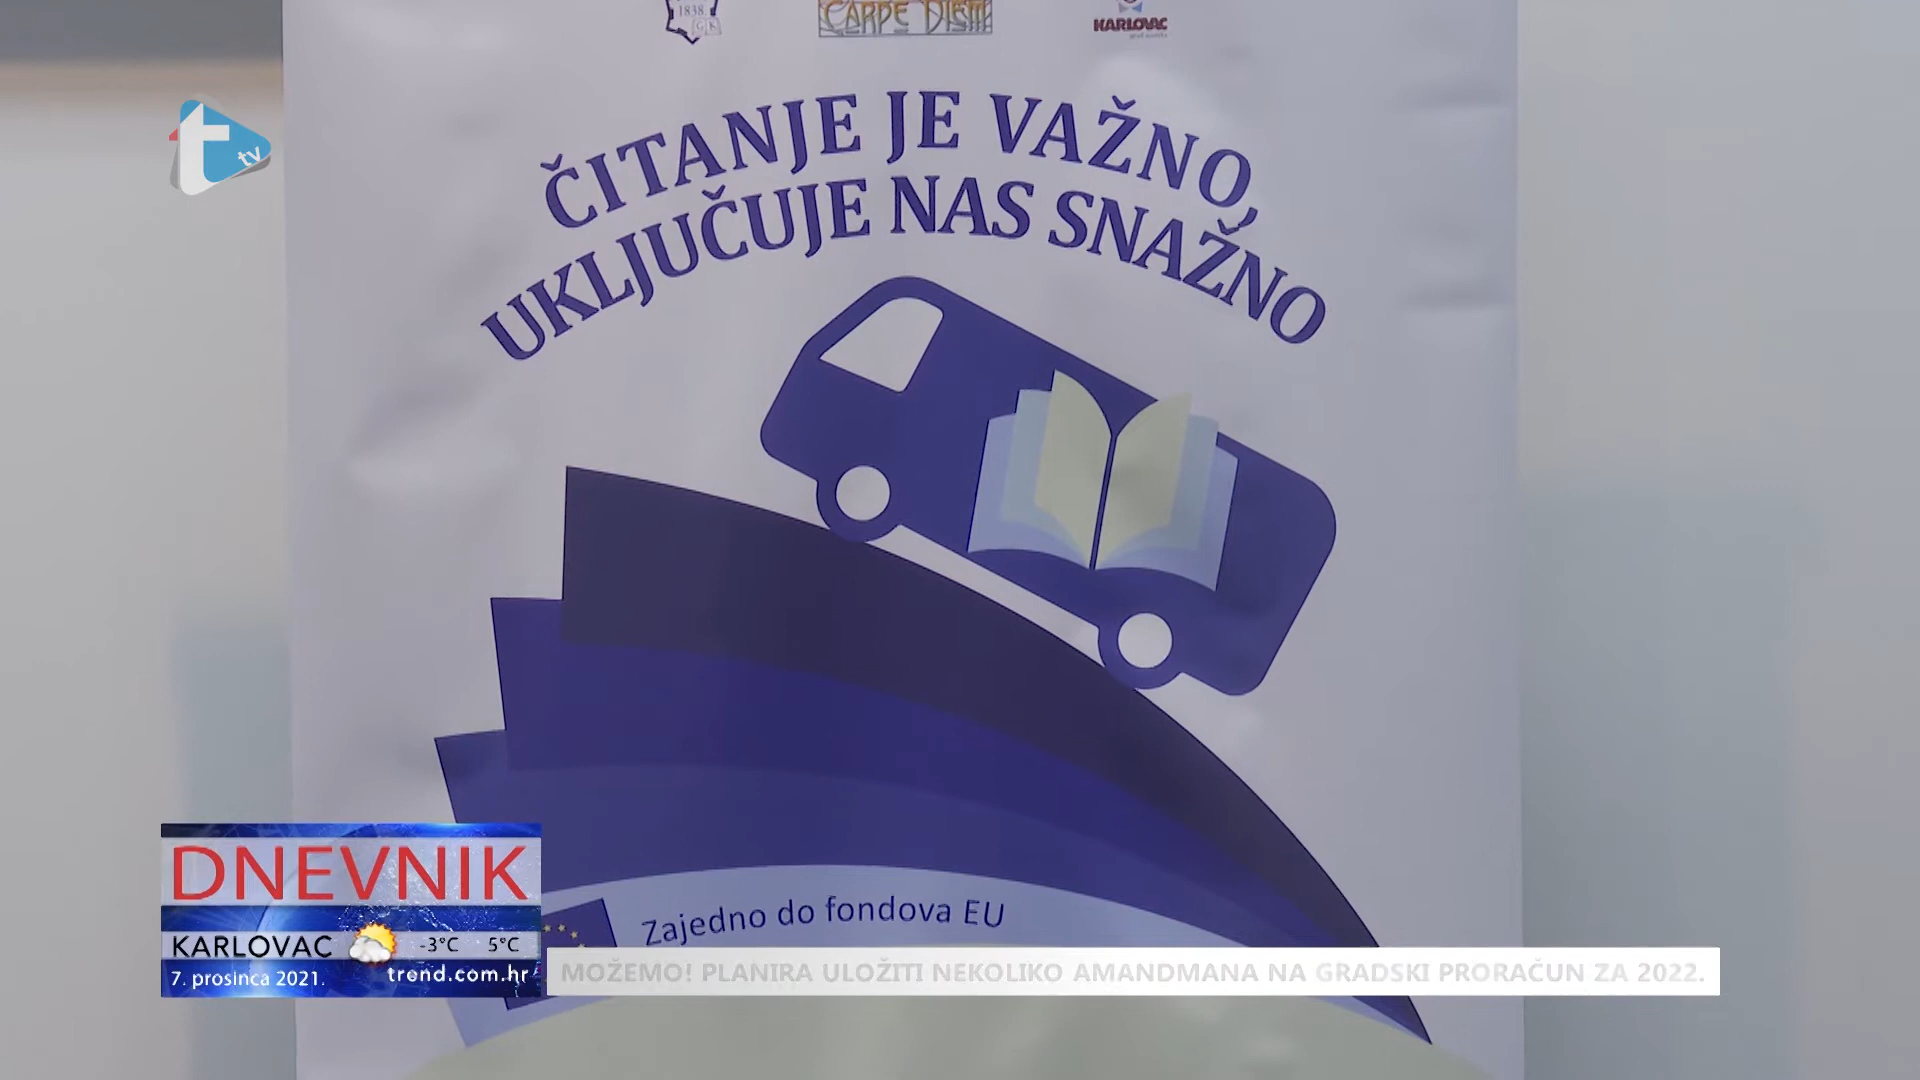 1838.
GK
CARPE DIEM
KARLOVAC
ČITANJE JE VAŽNO,
UKLJUČUJE NAS SNAŽNO
t tv
Zajedno do fondova EU
DNEVNIK
KARLOVAC -3°C 5°C
7. prosinca 2021. trend.com.hr
MOŽEMO! PLANIRA ULOŽITI NEKOLIKO AMANDMANA NA GRADSKI PRORAČUN ZA 2022.